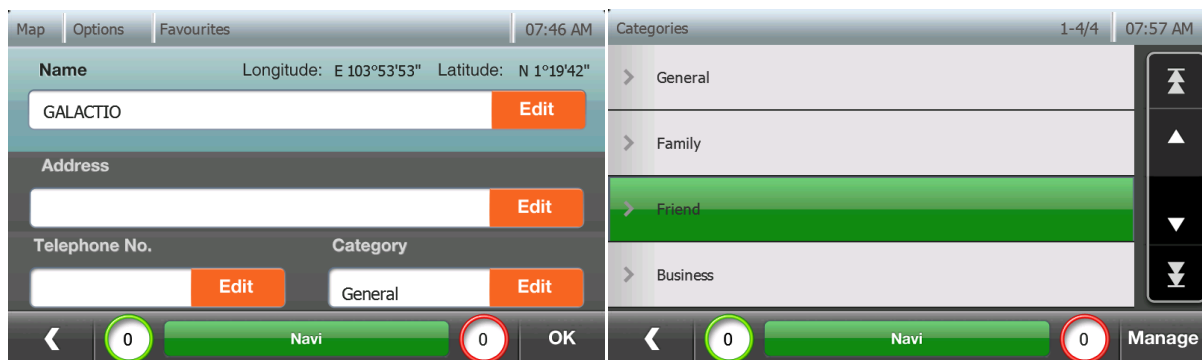 Map Options Favourites 07:46 AM
Name Longitude: E 103°53'53" Latitude: N 1°19'42"
GALACTIO Edit
Address
Edit
Telephone No. Category
Edit General Edit
0 Navi 0 OK
Categories 1-4/4 07:57 AM
General
Family
Friend
Business
0 Navi 0 Manage